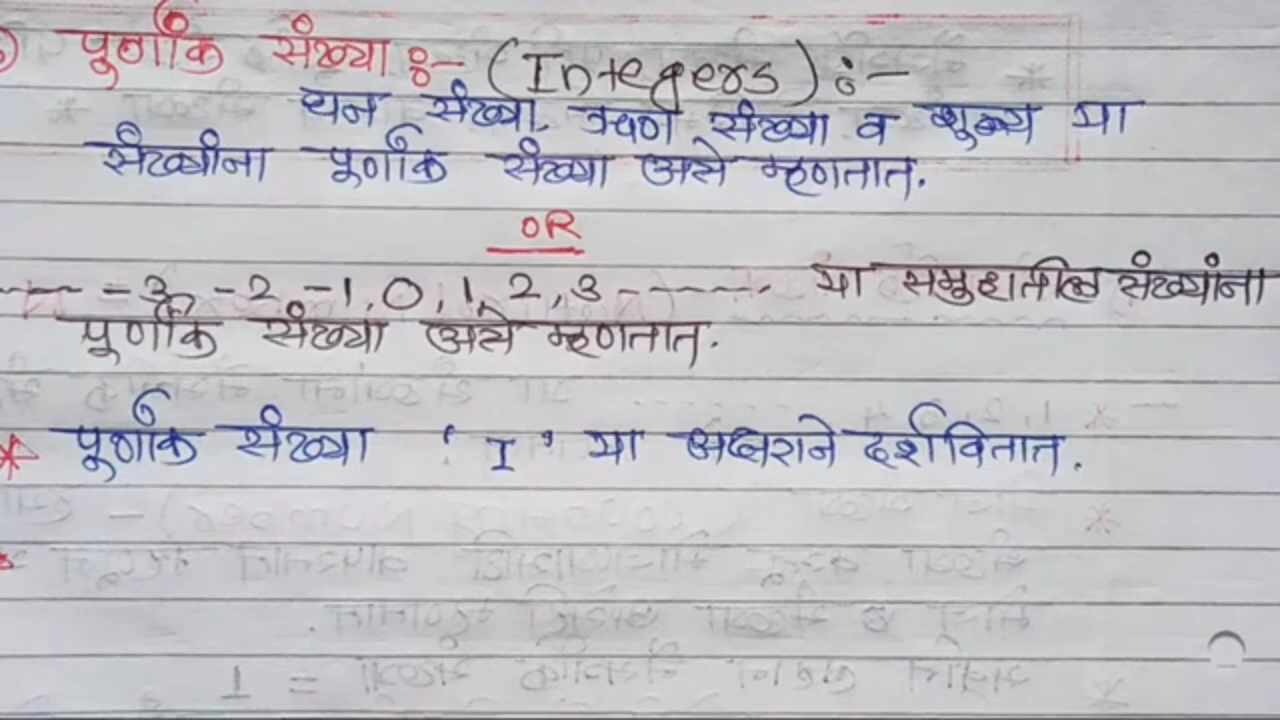 पुर्णांक संख्या :- (Integers) :-
धन संख्या, ऋण संख्या व शुन्य या
संख्यांना पूर्णांक संख्या असे म्हणतात.
OR
----- -3, -2, -1, 0, 1, 2, 3 ------- या समुहातील संख्यांना
पूर्णांक संख्या असे म्हणतात.
* पूर्णांक संख्या 'I' या अक्षराने दर्शवितात.